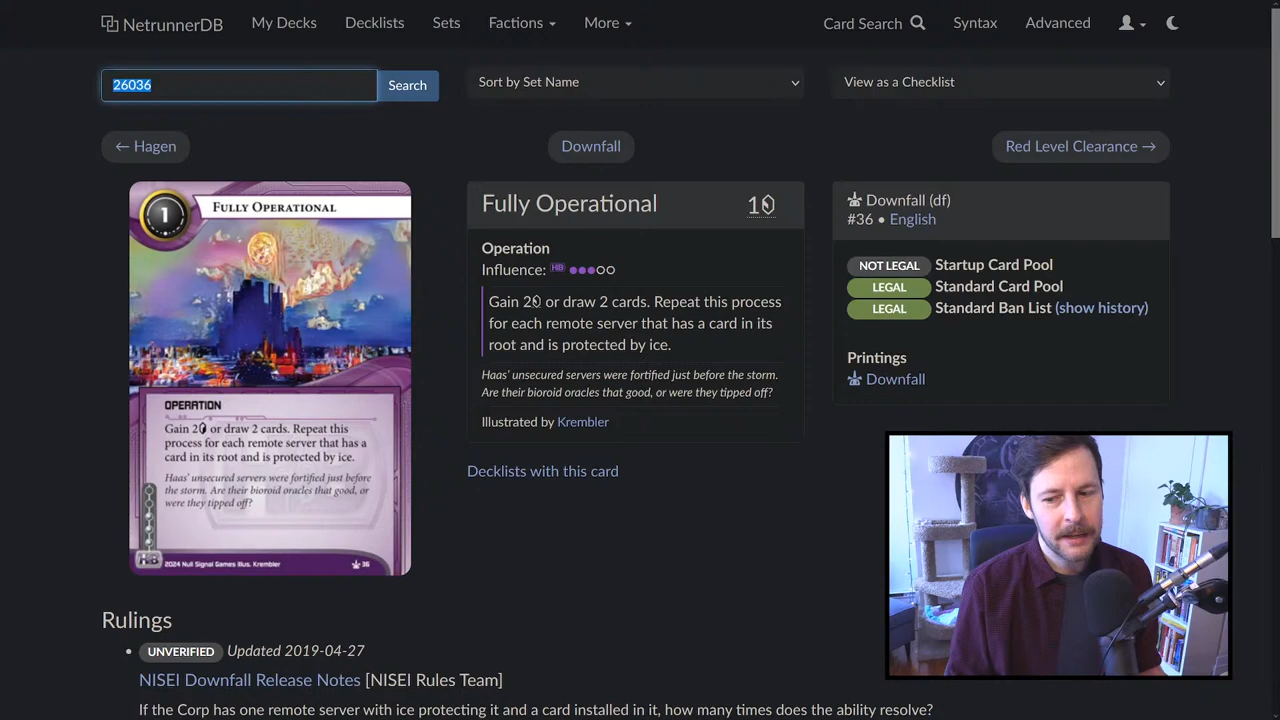 NetrunnerDB
My Decks
Decklists
Sets
Factions
More
Card Search
Syntax
Advanced
26036
Search
Sort by Set Name
View as a Checklist
← Hagen
Downfall
Red Level Clearance →
1
FULLY OPERATIONAL
OPERATION
Gain 2 or draw 2 cards. Repeat this
process for each remote server that has a
card in its root and is protected by ice.
Haas' unsecured servers were fortified just before
the storm. Are their bioroid oracles that good, or
were they tipped off?
H-B
2024 Null Signal Games Illus. Krembler
36
Fully Operational
1
Operation
Influence: HB
Gain 2 or draw 2 cards. Repeat this process
for each remote server that has a card in its
root and is protected by ice.
Haas' unsecured servers were fortified just before the storm.
Are their bioroid oracles that good, or were they tipped off?
Illustrated by Krembler
Decklists with this card
Downfall (df)
#36 • English
NOT LEGAL Startup Card Pool
LEGAL Standard Card Pool
LEGAL Standard Ban List (show history)
Printings
Downfall
Rulings
• UNVERIFIED Updated 2019-04-27
NISEI Downfall Release Notes [NISEI Rules Team]
If the Corp has one remote server with ice protecting it and a card installed in it, how many times does the ability resolve?